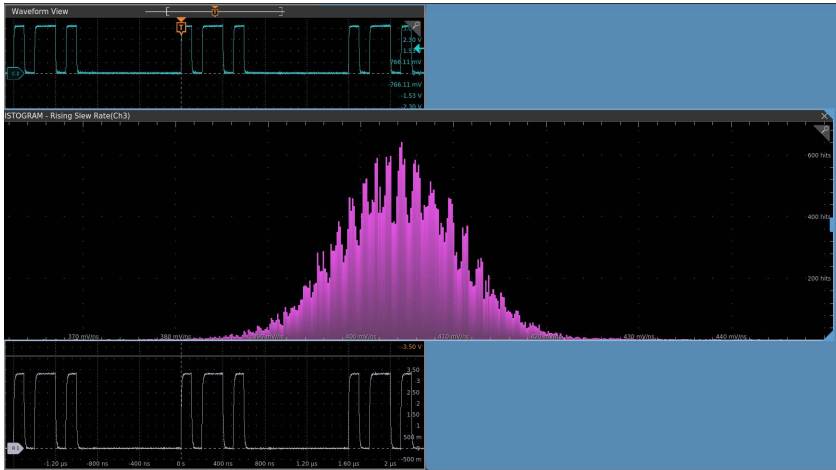 Waveform View
T
T
2.30 V
766.11 mV
0 V
-766.11 mV
-1.53 V
-2.30 V
ISTOGRAM - Rising Slew Rate(Ch3)
600 hits
400 hits
200 hits
370 mV/ns 380 mV/ns 400 mV/ns 410 mV/ns 420 mV/ns 430 mV/ns 440 mV/ns
-3.50 V
3.50
3
2.50
2
1.50
1
500 m
-500 m
-1.20 µs -800 ns -400 ns 0 s 400 ns 800 ns 1.20 µs 1.60 µs 2 µs